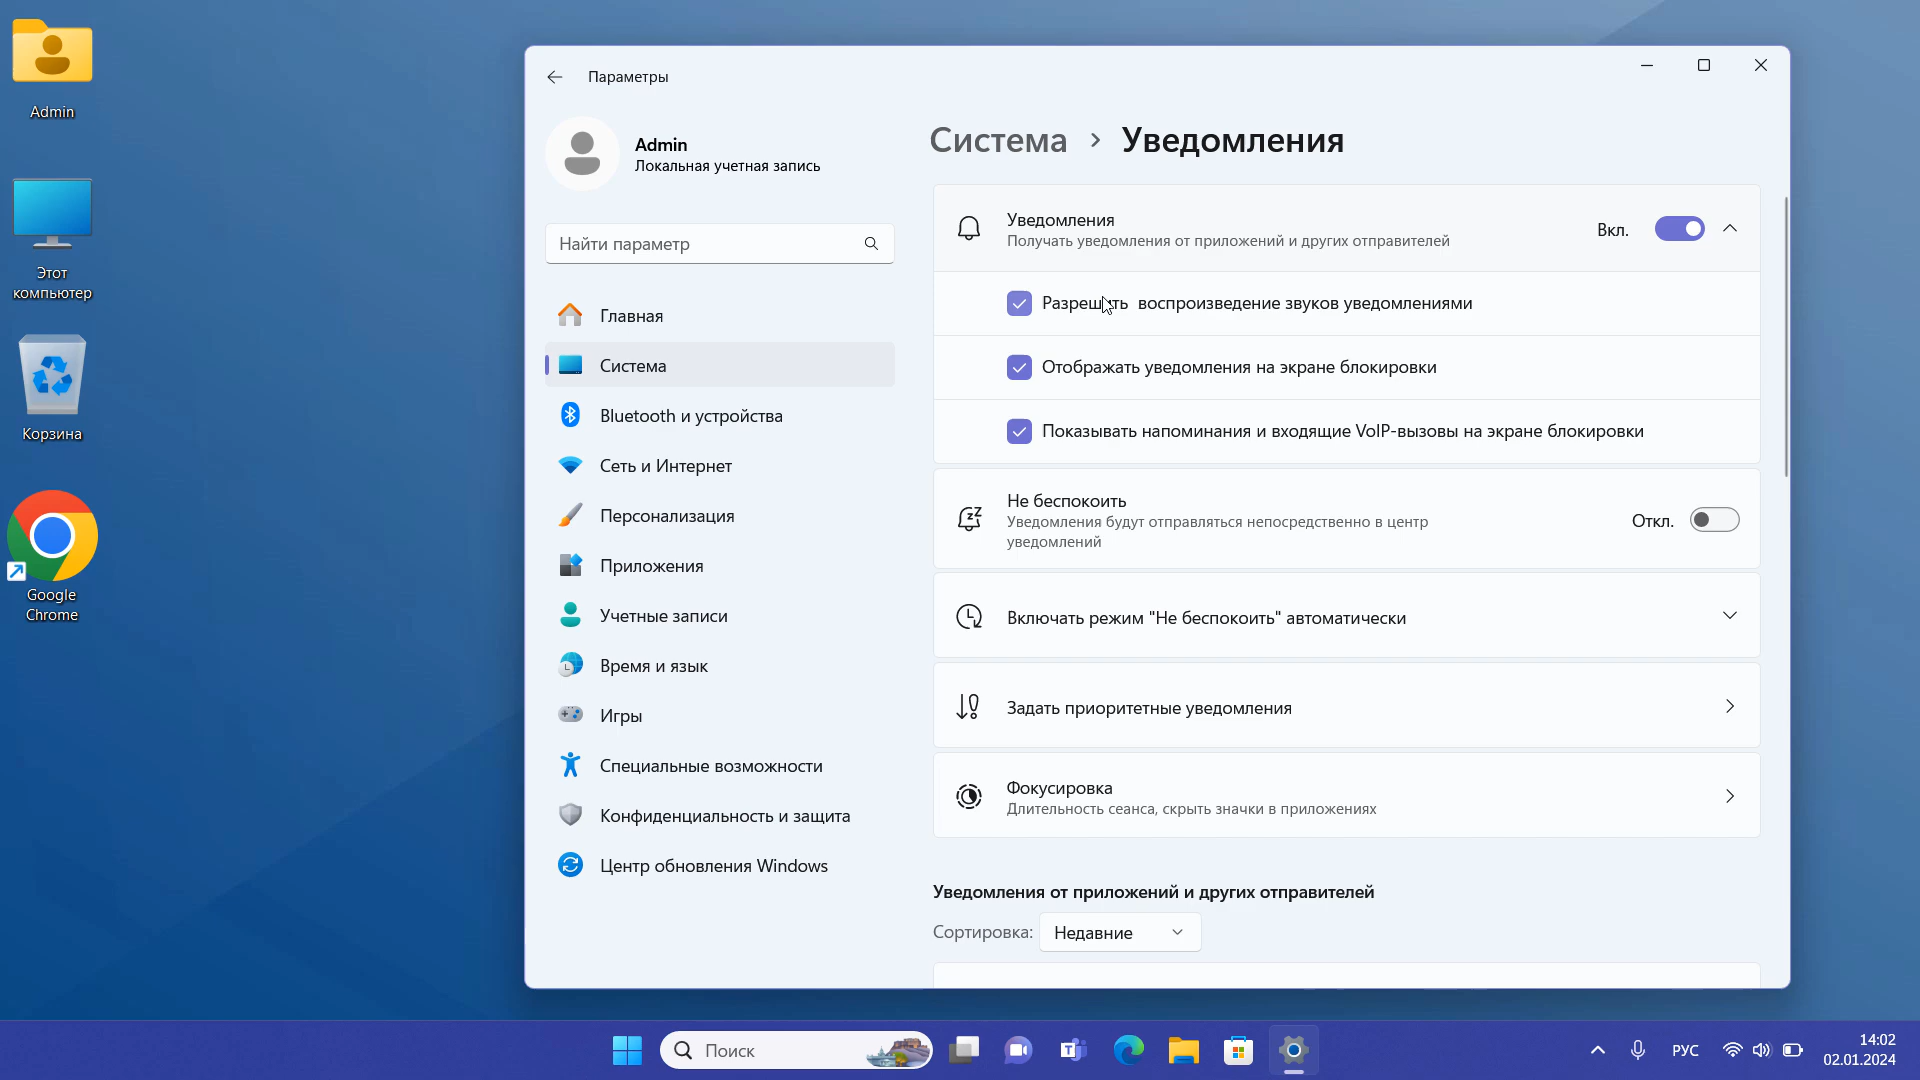 Admin
Этот
компьютер
Корзина
Google
Chrome
Параметры
Admin
Локальная учетная запись
Найти параметр
Главная
Система
Bluetooth и устройства
Сеть и Интернет
Персонализация
Приложения
Учетные записи
Время и язык
Игры
Специальные возможности
Конфиденциальность и защита
Центр обновления Windows
Система > Уведомления
Уведомления
Получать уведомления от приложений и других отправителей
Вкл.
Разрешить воспроизведение звуков уведомлениями
Отображать уведомления на экране блокировки
Показывать напоминания и входящие VoIP-вызовы на экране блокировки
Не беспокоить
Уведомления будут отправляться непосредственно в центр
уведомлений
Откл.
Включать режим "Не беспокоить" автоматически
Задать приоритетные уведомления
Фокусировка
Длительность сеанса, скрыть значки в приложениях
Уведомления от приложений и других отправителей
Сортировка: Недавние
Поиск
РУС
14:02
02.01.2024